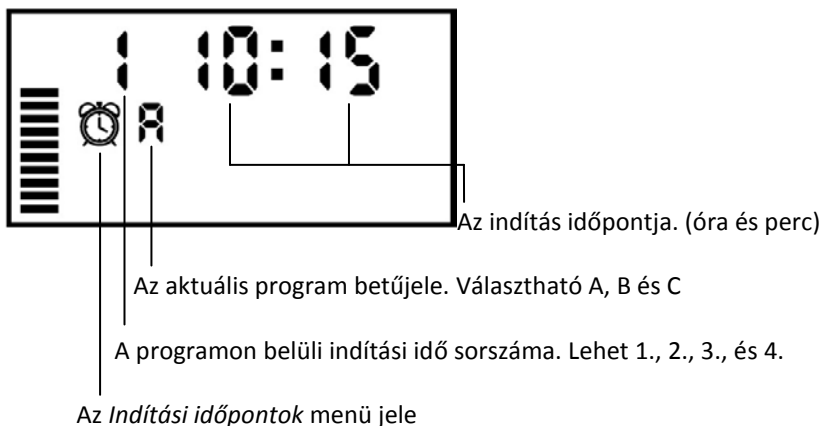 1 10:15
A
Az indítás időpontja. (óra és perc)
Az aktuális program betűjele. Választható A, B és C
A programon belüli indítási idő sorszáma. Lehet 1., 2., 3., és 4.
Az Indítási időpontok menü jele